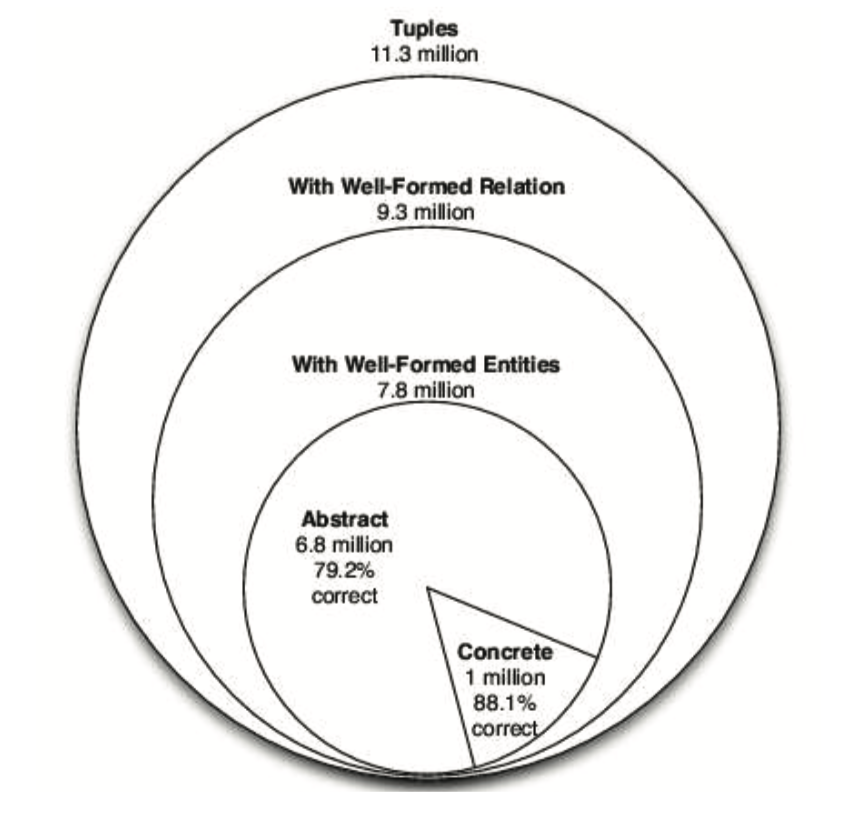 Tuples
11.3 million
With Well-Formed Relation
9.3 million
With Well-Formed Entities
7.8 million
Abstract
6.8 million
79.2%
correct
Concrete
1 million
88.1%
correct